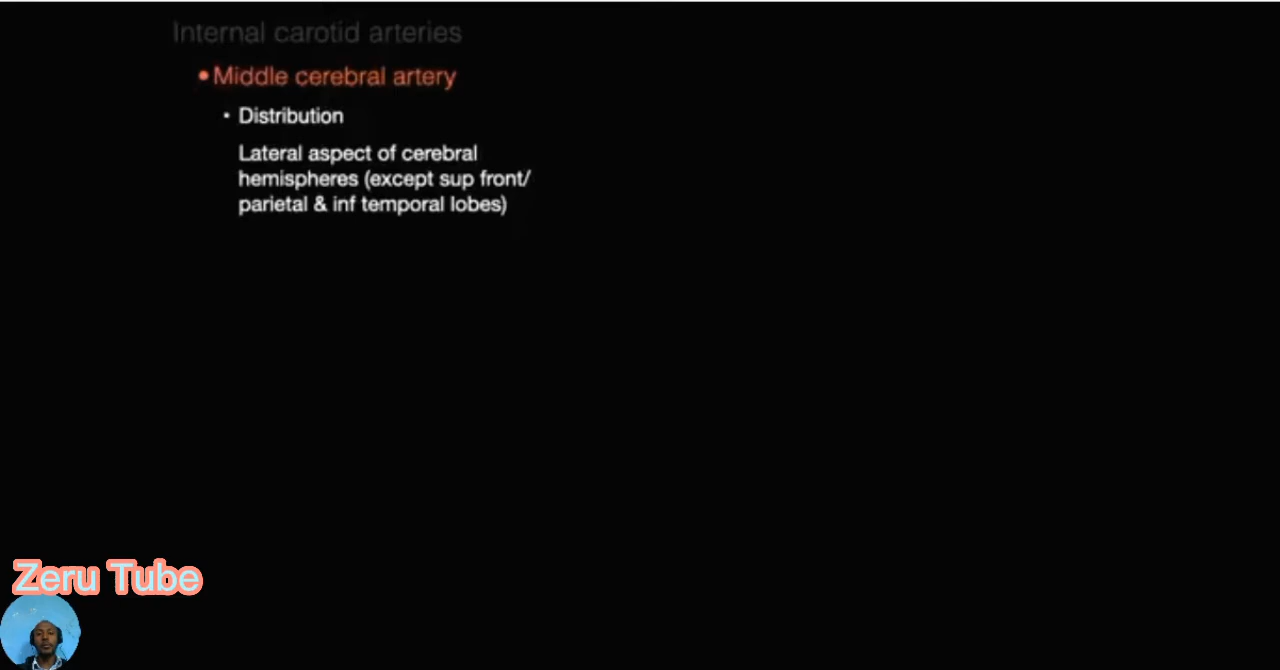 Internal carotid arteries
• Middle cerebral artery
• Distribution
Lateral aspect of cerebral
hemispheres (except sup front/
parietal & inf temporal lobes)
Zeru Tube